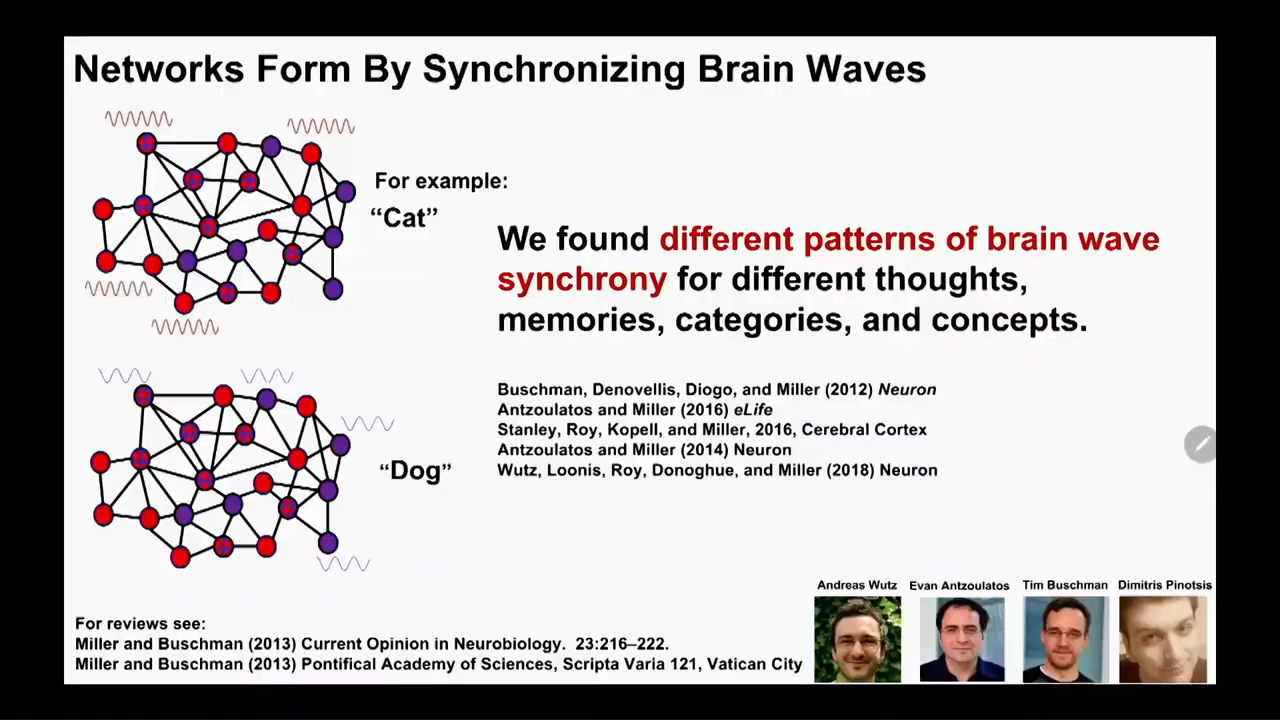 Networks Form By Synchronizing Brain Waves
For example:
“Cat”
We found different patterns of brain wave
synchrony for different thoughts,
memories, categories, and concepts.
Buschman, Denovellis, Diogo, and Miller (2012) Neuron
Antzoulatos and Miller (2016) eLife
Stanley, Roy, Kopell, and Miller, 2016, Cerebral Cortex
Antzoulatos and Miller (2014) Neuron
Wutz, Loonis, Roy, Donoghue, and Miller (2018) Neuron
“Dog”
Andreas Wutz Evan Antzoulatos Tim Buschman Dimitris Pinotsis
For reviews see:
Miller and Buschman (2013) Current Opinion in Neurobiology. 23:216–222.
Miller and Buschman (2013) Pontifical Academy of Sciences, Scripta Varia 121, Vatican City